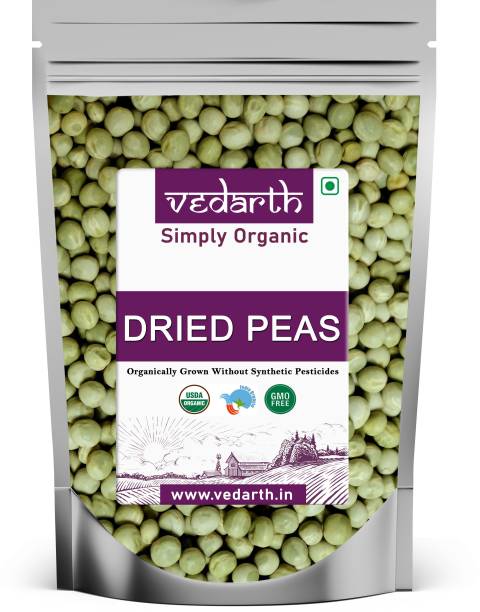 vedarth
Simply Organic
DRIED PEAS
Organically Grown Without Synthetic Pesticides
USDA
ORGANIC
GMO
FREE
www.vedarth.in